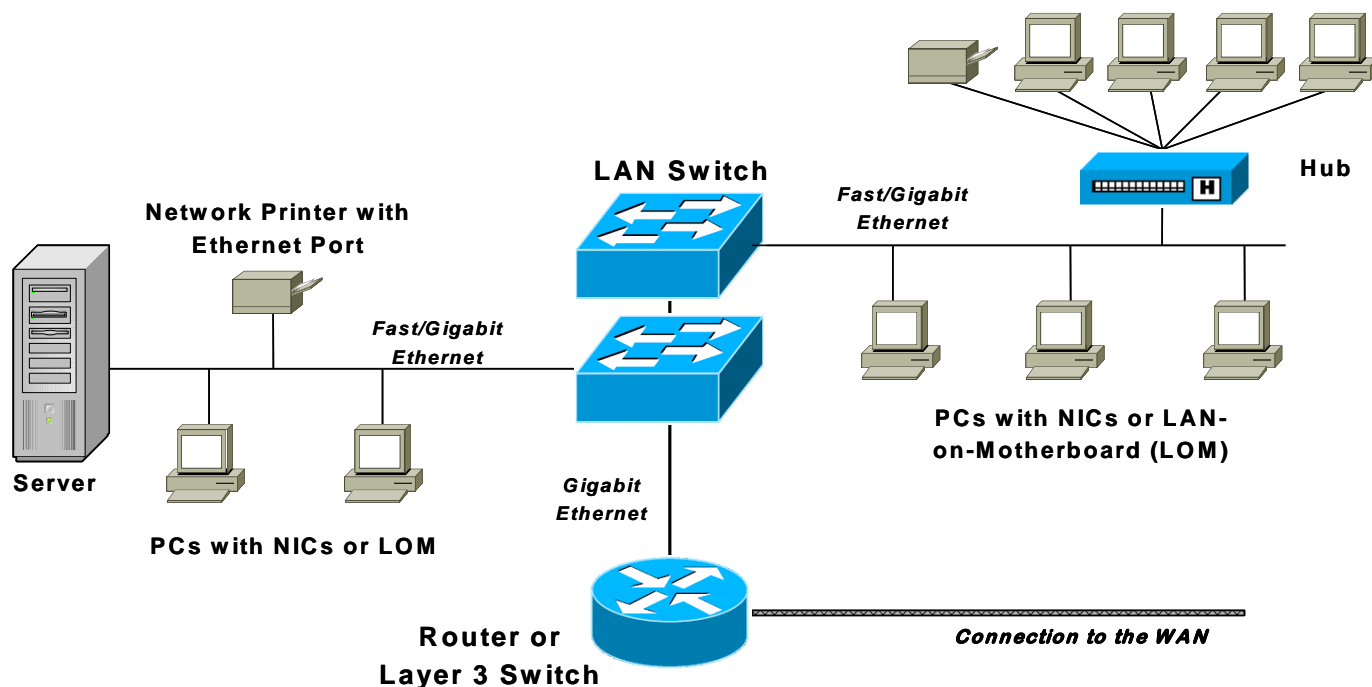 LAN Switch
Hub
Fast/Gigabit
Ethernet
H
Network Printer with
Ethernet Port
Fast/Gigabit
Ethernet
Server
PCs with NICs or LAN-
on-Motherboard (LOM)
Gigabit
Ethernet
PCs with NICs or LOM
Router or
Layer 3 Switch
Connection to the WAN